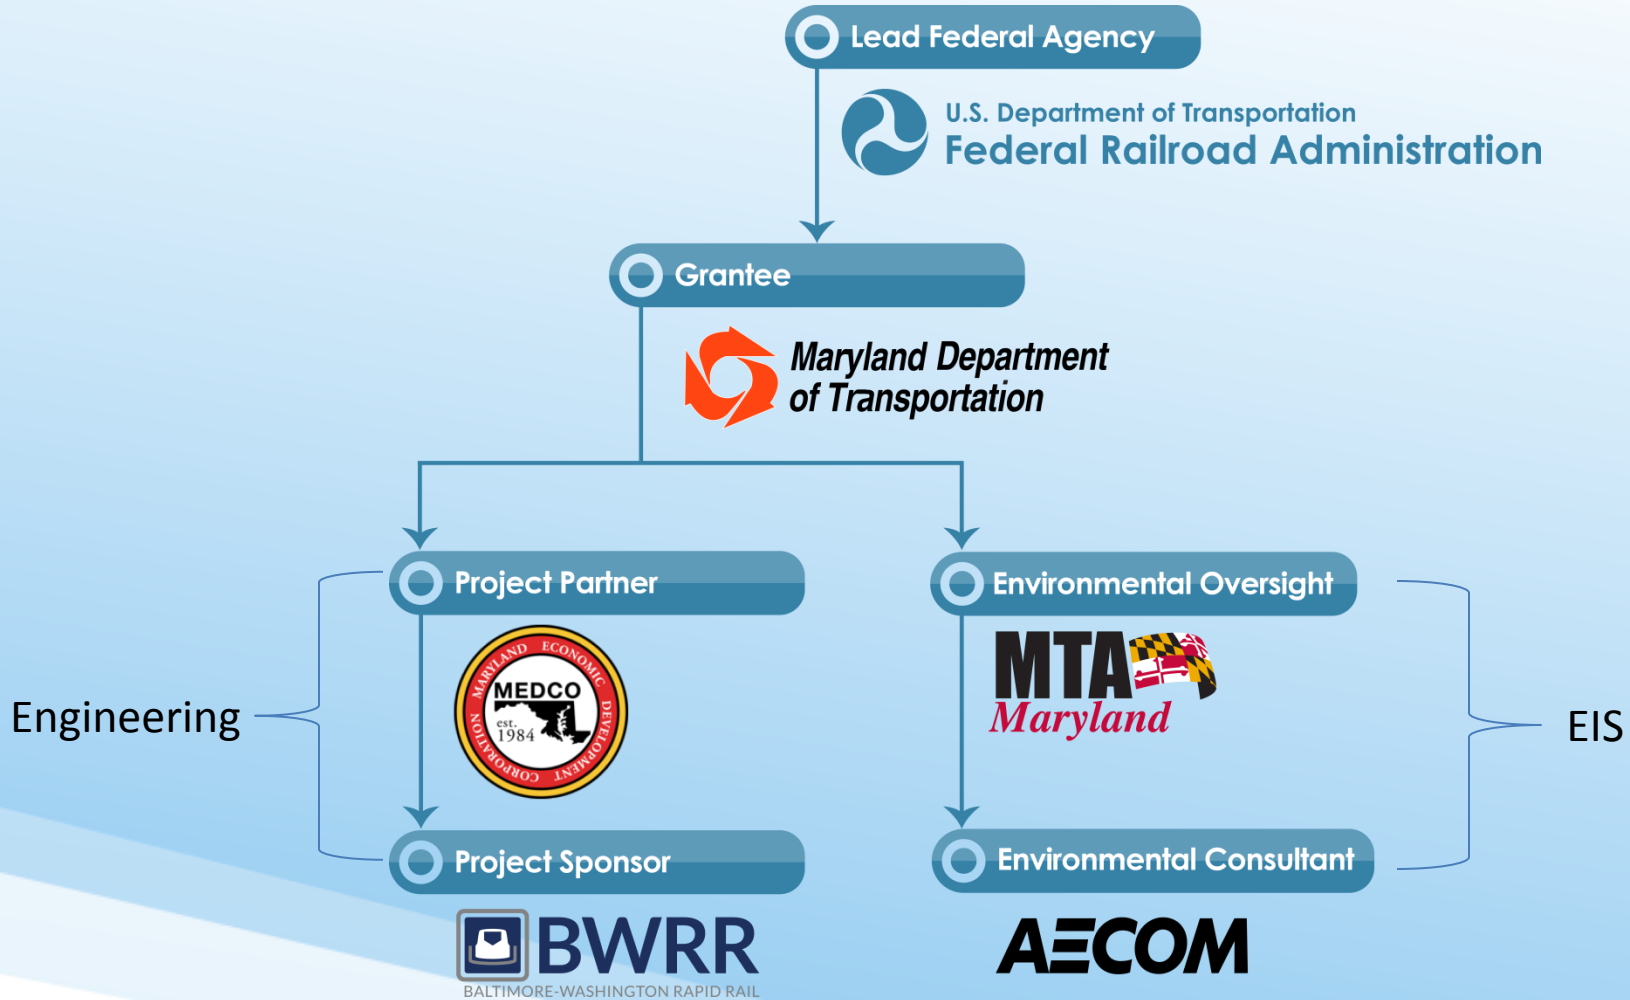 Lead Federal Agency
U.S. Department of Transportation
Federal Railroad Administration
Grantee
Maryland Department
of Transportation
Project Partner
Environmental Oversight
MARYLAND ECONOMIC DEVELOPMENT CORPORATION
MEDCO
est.
1984
MTA
Maryland
Engineering
EIS
Project Sponsor
Environmental Consultant
BWRR
BALTIMORE-WASHINGTON RAPID RAIL
AECOM